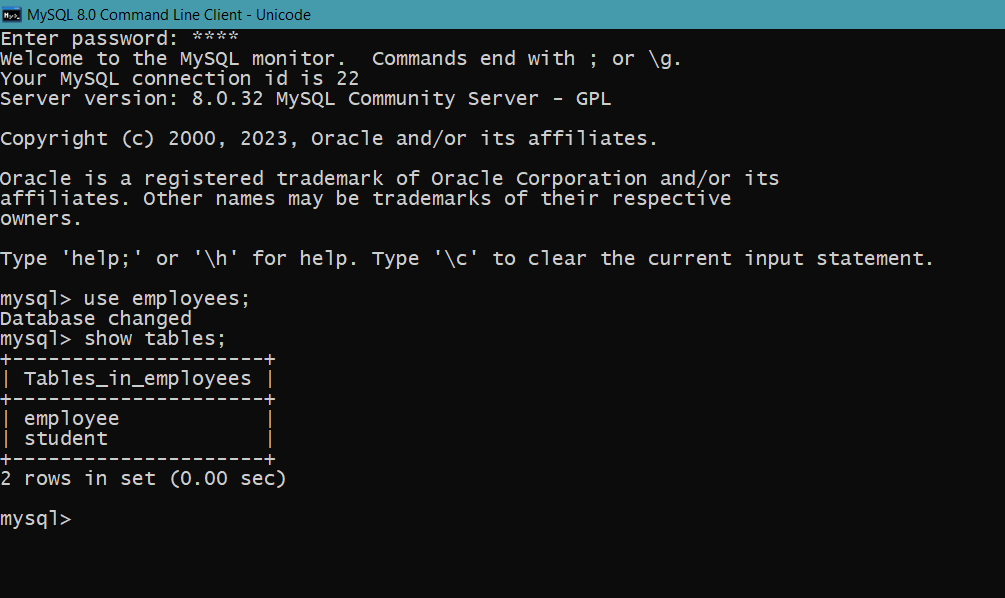 MySQL 8.0 Command Line Client - Unicode
Enter password: ****
Welcome to the MySQL monitor.  Commands end with ; or \g.
Your MySQL connection id is 22
Server version: 8.0.32 MySQL Community Server - GPL
Copyright (c) 2000, 2023, Oracle and/or its affiliates.
Oracle is a registered trademark of Oracle Corporation and/or its
affiliates. Other names may be trademarks of their respective
owners.
Type 'help;' or '\h' for help. Type '\c' to clear the current input statement.
mysql> use employees;
Database changed
mysql> show tables;
+---------------------+
| Tables_in_employees |
+---------------------+
| employee            |
| student             |
+---------------------+
2 rows in set (0.00 sec)
mysql>